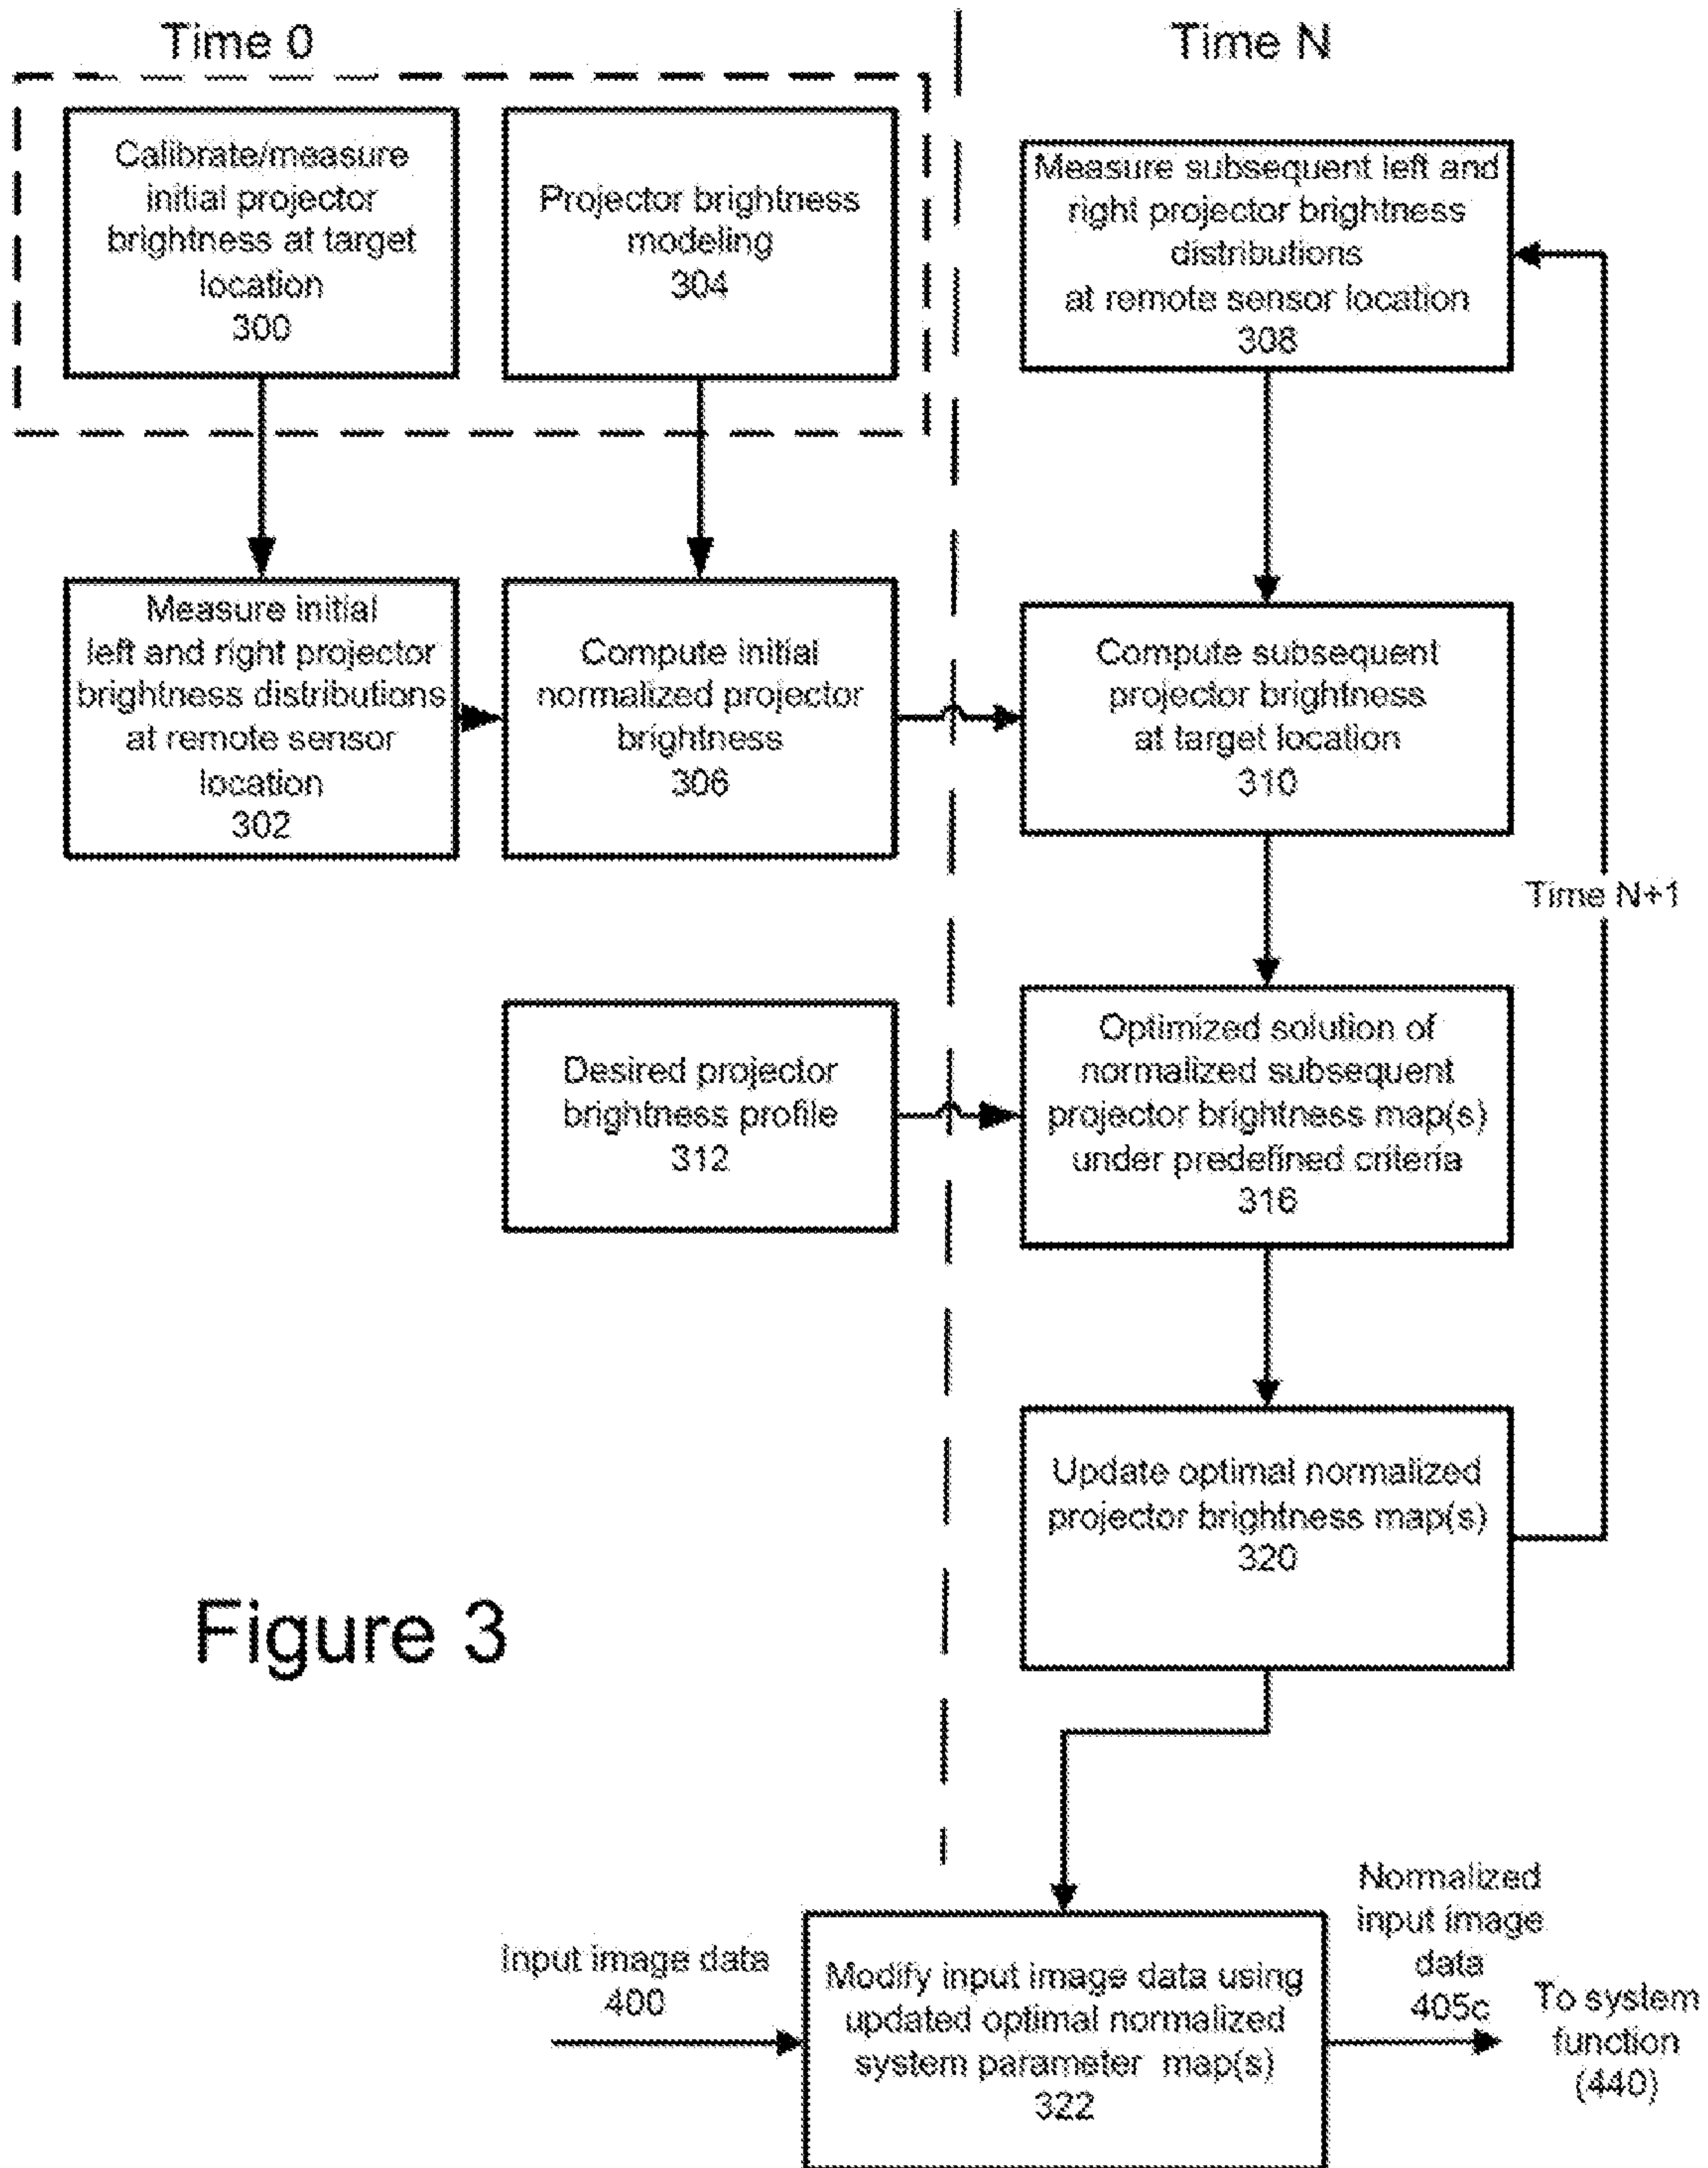 Time 0
Time N
Calibrate/measure
initial projector
brightness at target
location
300
Projector brightness
modeling
304
Measure subsequent left and
right projector brightness
distributions
at remote sensor location
308
Measure initial
left and right projector
brightness distributions
at remote sensor
location
302
Compute initial
normalized projector
brightness
306
Compute subsequent
projector brightness
at target location
310
Time N+1
Desired projector
brightness profile
312
Optimized solution of
normalized subsequent
projector brightness map(s)
under predefined criteria
316
Update optimal normalized
projector brightness map(s)
320
Figure 3
Input image data
400
Modify input image data using
updated optimal normalized
system parameter map(s)
322
Normalized
input image
data
405c
To system
function
(440)